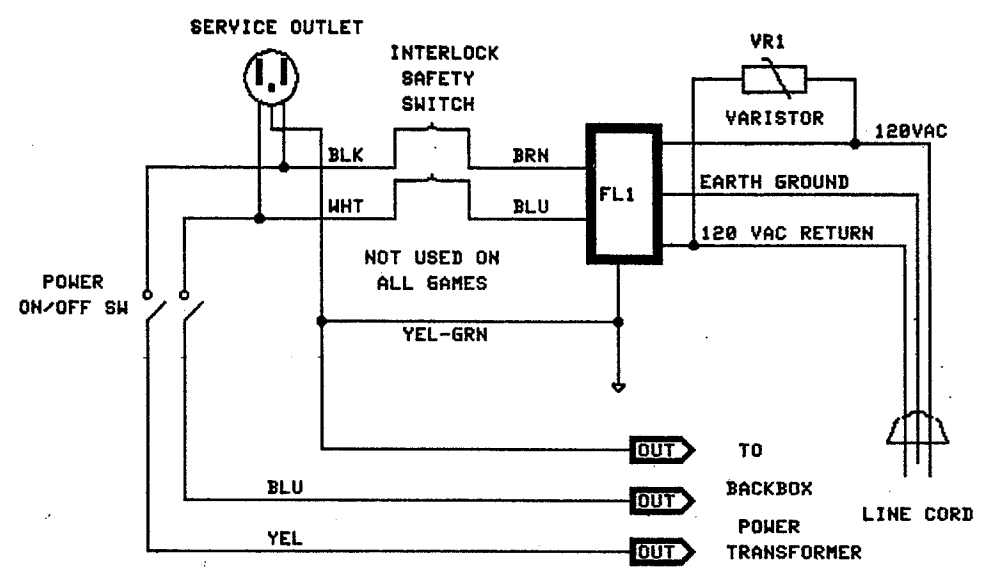 SERVICE OUTLET
INTERLOCK
SAFETY
SWITCH
VR1
VARISTOR
120VAC
BLK
BRN
EARTH GROUND
FL1
WHT
BLU
120 VAC RETURN
NOT USED ON
ALL GAMES
POWER
ON/OFF SW
YEL-GRN
OUT
TO
BLU
OUT
BACKBOX
LINE CORD
YEL
OUT
POWER
TRANSFORMER